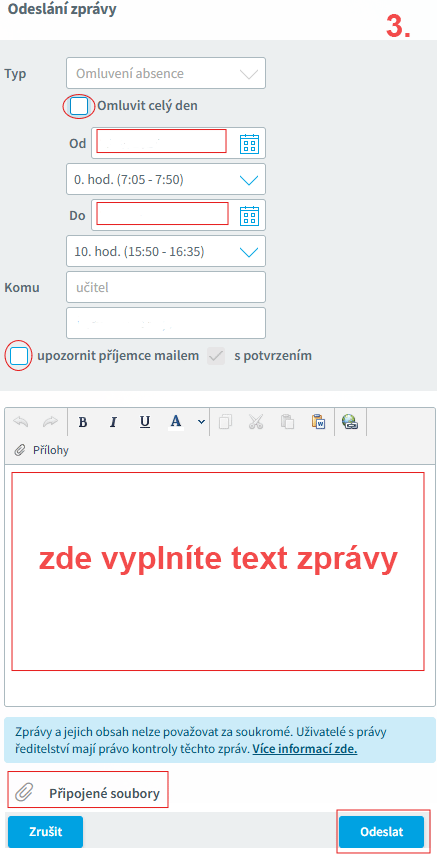 Odeslání zprávy
3.
Typ
Omluvení absence
Omluvit celý den
Od
0. hod. (7:05 - 7:50)
Do
10. hod. (15:50 - 16:35)
Komu
učitel
upozornit příjemce mailem s potvrzením
B I U A
Přílohy
zde vyplníte text zprávy
Zprávy a jejich obsah nelze považovat za soukromé. Uživatelé s právy
ředitelství mají právo kontroly těchto zpráv. Více informací zde.
Připojené soubory
Zrušit
Odeslat